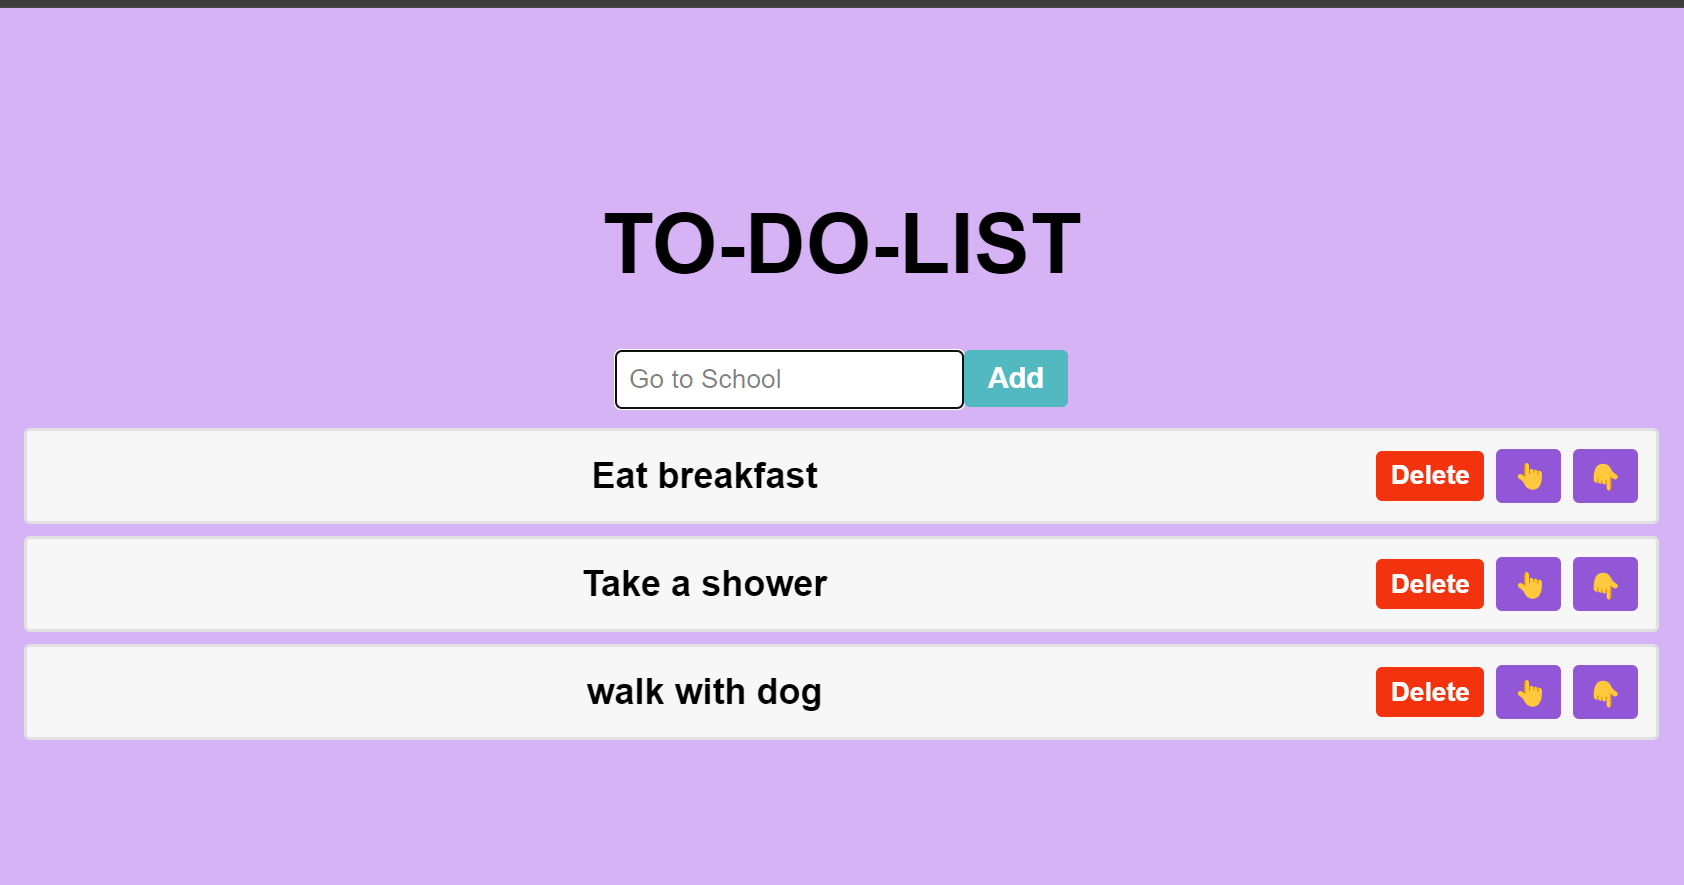 TO-DO-LIST
Go to School Add
Eat breakfast Delete
Take a shower Delete
walk with dog Delete